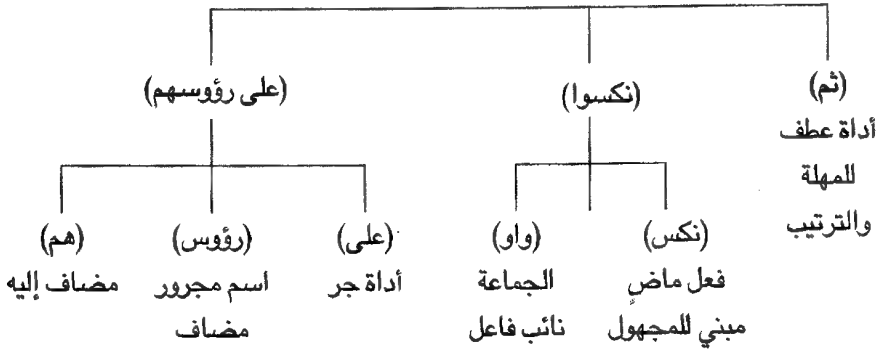 (ثم)
أداة عطف
للمهلة
والترتيب
(نكسوا)
(على رؤوسهم)
(نكس)
فعل ماضٍ
مبني للمجهول
(واو)
الجماعة
نائب فاعل
(على)
أداة جر
(رؤوس)
اسم مجرور
مضاف
(هم)
مضاف إليه